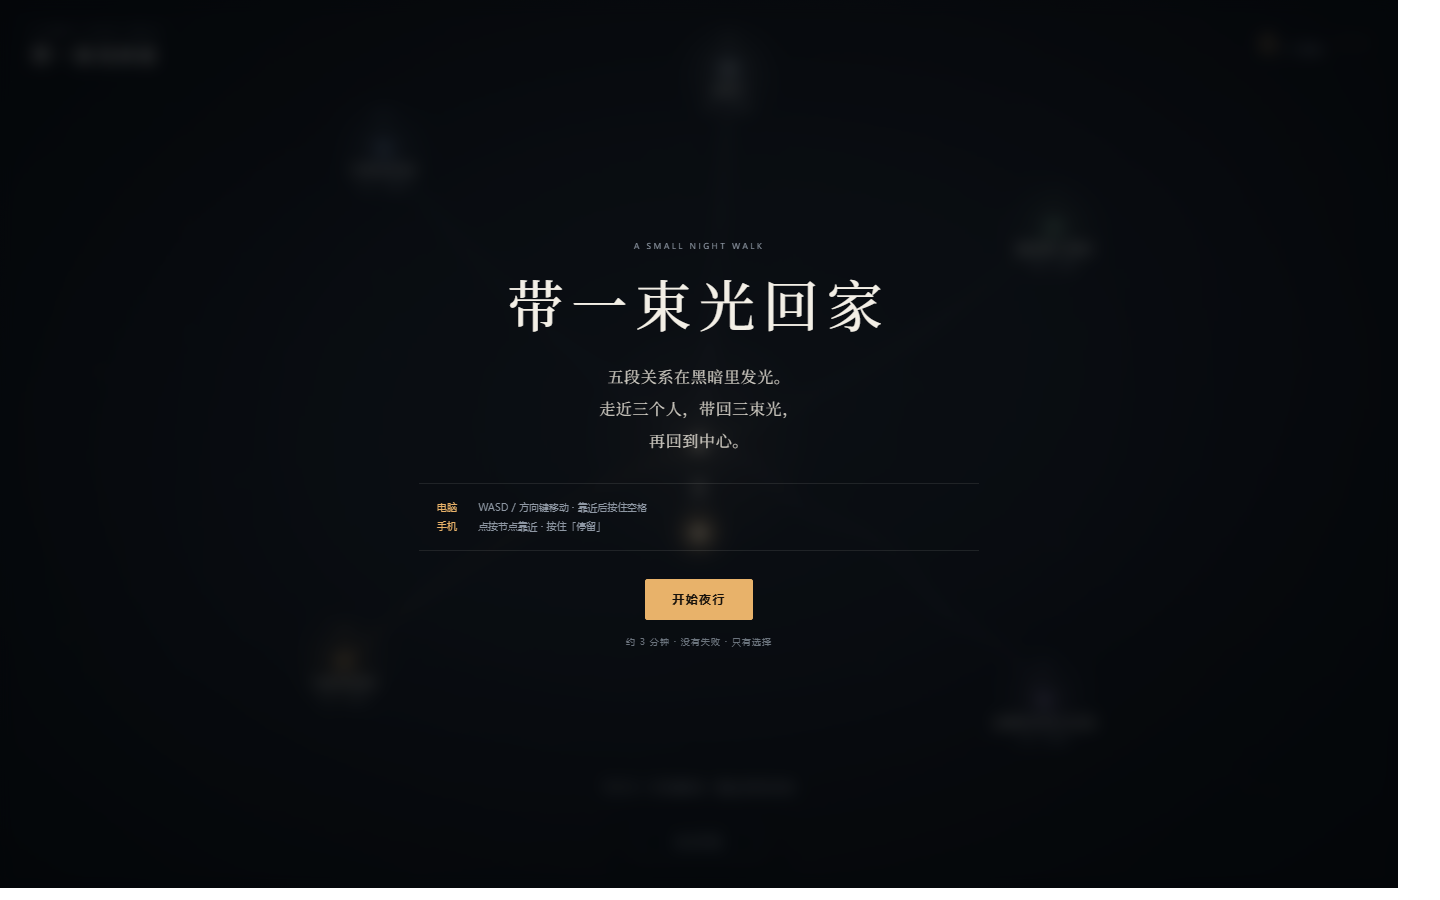 A SMALL NIGHT WALK
带一束光回家
五段关系在黑暗里发光。
走近三个人，带回三束光，
再回到中心。
电脑 WASD / 方向键移动 · 靠近后按住空格
手机 点按节点靠近 · 按住「停留」
开始夜行
约 3 分钟 · 没有失败 · 只有选择